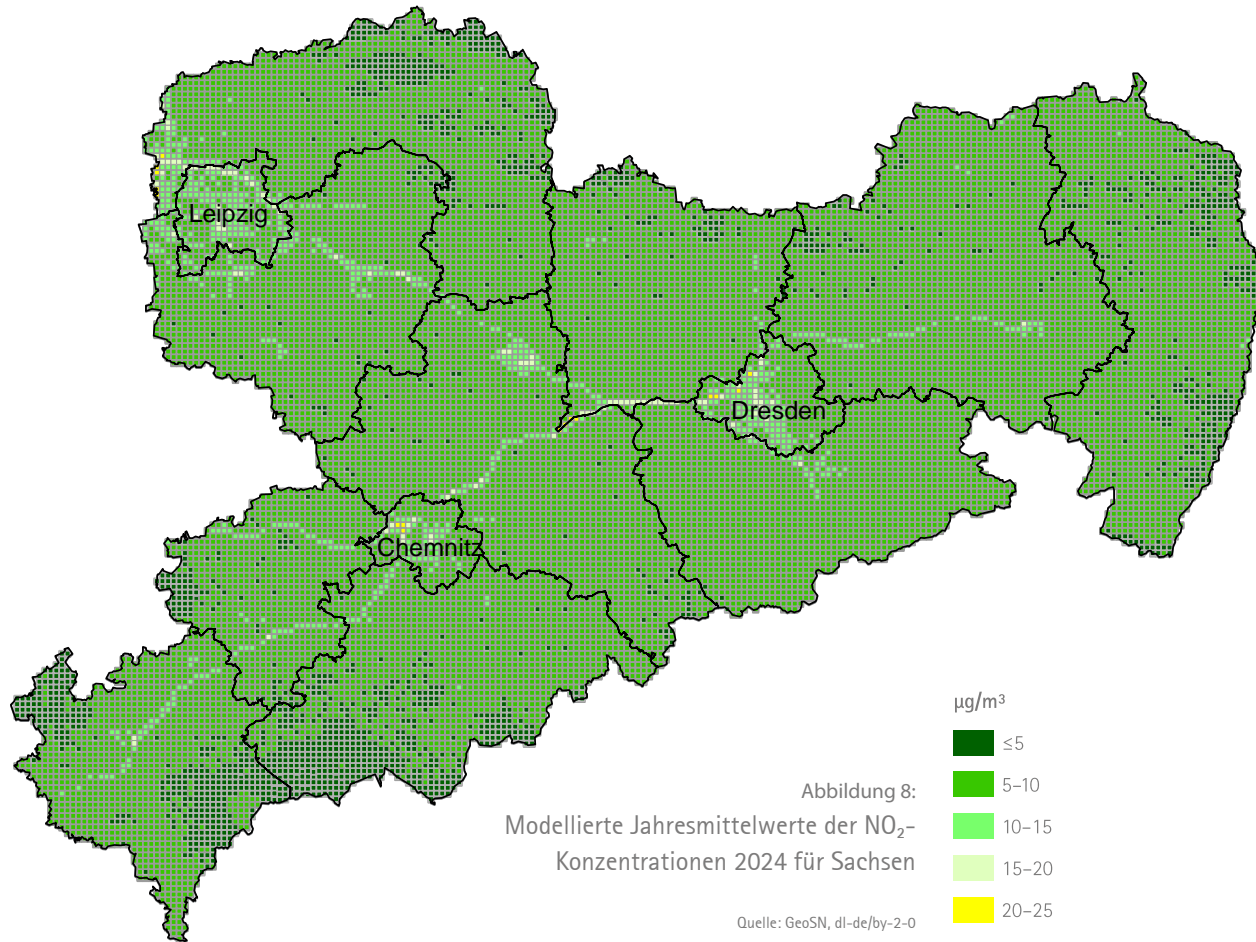 Leipzig
Dresden
Chemnitz
µg/m³
≤5
5–10
10–15
15–20
20–25
Abbildung 8:
Modellierte Jahresmittelwerte der NO₂-
Konzentrationen 2024 für Sachsen
Quelle: GeoSN, dl-de/by-2-0